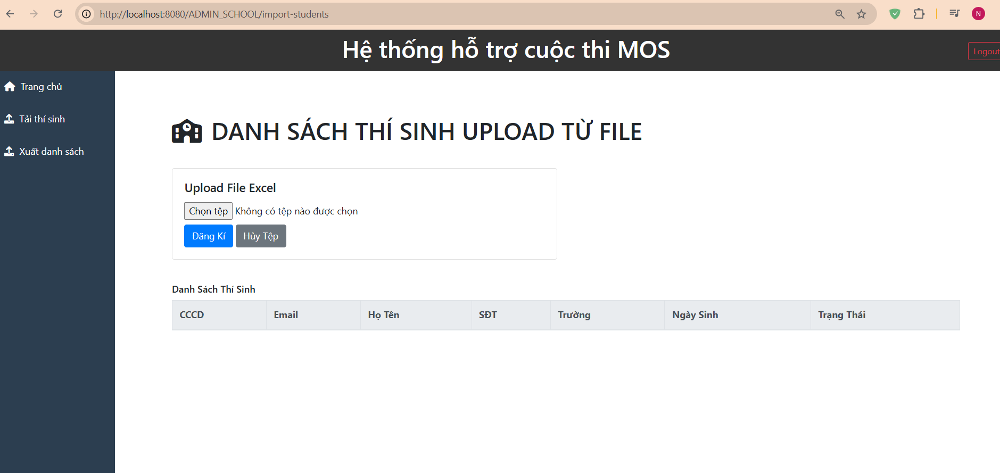 http://localhost:8080/ADMIN_SCHOOL/import-students
N
Hệ thống hỗ trợ cuộc thi MOS
Logout
Trang chủ
Tải thí sinh
Xuất danh sách
DANH SÁCH THÍ SINH UPLOAD TỪ FILE
Upload File Excel
Chọn tệp Không có tệp nào được chọn
Đăng Kí Hủy Tệp
Danh Sách Thí Sinh
CCCD Email Họ Tên SĐT Trường Ngày Sinh Trạng Thái